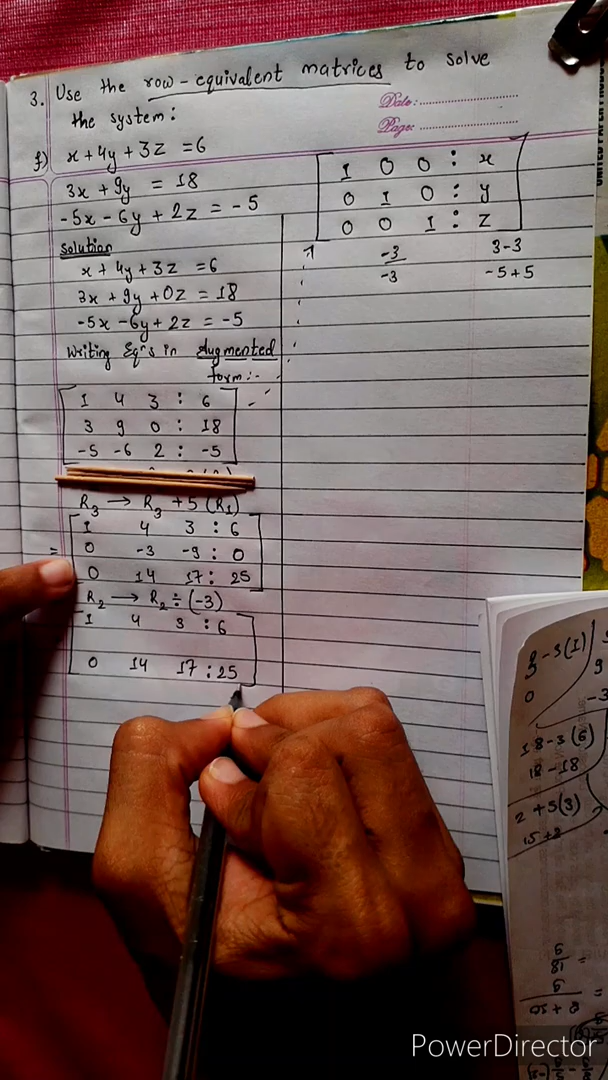 3. Use the row-equivalent matrices to solve
the system:
Date:
Page:
f) x + 4y + 3z = 6
3x + 9y = 18
-5x - 6y + 2z = -5
Solution
x + 4y + 3z = 6
3x + 9y + 0z = 18
-5x - 6y + 2z = -5
Writing Eqns in Augmented
form:-
1 4 3 : 6
3 9 0 : 18
-5 -6 2 : -5
R3 → R3 + 5 (R1)
1 4 3 : 6
= 0 -3 -9 : 0
0 14 17 : 25
R2 → R2 ÷ (-3)
1 4 3 : 6
0 14 17 : 25
1 0 0 : x
0 1 0 : y
0 0 1 : z
-3 3-3
-3 -5+5
9-3(1)
0
18-3(6)
18-18
2+5(3)
15+2
PowerDirector